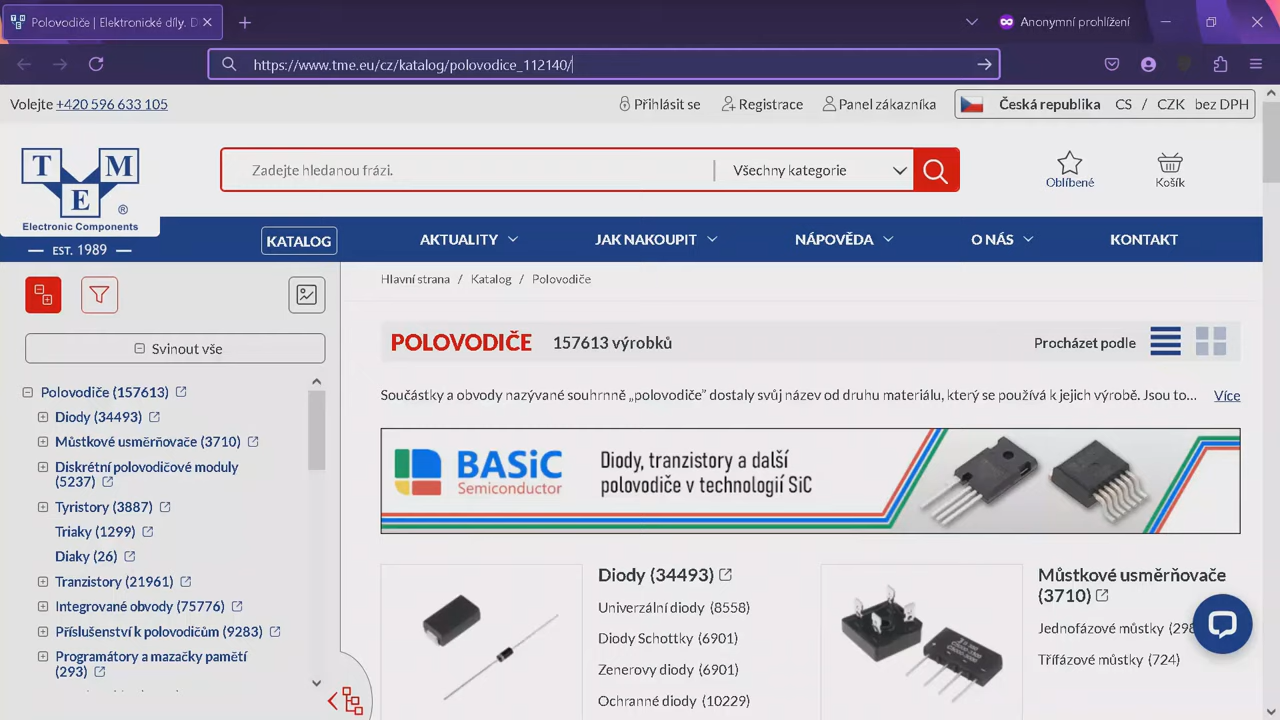 Polovodiče | Elektronické díly. D
Anonymní prohlížení
https://www.tme.eu/cz/katalog/polovodice_112140/
Volejte +420 596 633 105
Přihlásit se
Registrace
Panel zákazníka
Česká republika CS / CZK bez DPH
T M E ®
Electronic Components
EST. 1989
Zadejte hledanou frázi.
Všechny kategorie
Oblíbené
Košík
KATALOG
AKTUALITY
JAK NAKOUPIT
NÁPOVĚDA
O NÁS
KONTAKT
Svinout vše
Polovodiče (157613)
Diody (34493)
Můstkové usměrňovače (3710)
Diskrétní polovodičové moduly
(5237)
Tyristory (3887)
Triaky (1299)
Diaky (26)
Tranzistory (21961)
Integrované obvody (75776)
Příslušenství k polovodičům (9283)
Programátory a mazačky pamětí
(293)
Hlavní strana / Katalog / Polovodiče
POLOVODIČE 157613 výrobků
Procházet podle
Součástky a obvody nazývané souhrnně „polovodiče” dostaly svůj název od druhu materiálu, který se používá k jejich výrobě. Jsou to... Více
BASiC
Semiconductor
Diody, tranzistory a další
polovodiče v technologií SiC
Diody (34493)
Univerzální diody (8558)
Diody Schottky (6901)
Zenerovy diody (6901)
Ochranné diody (10229)
Můstkové usměrňovače
(3710)
Jednofázové můstky (298
Třífázové můstky (724)